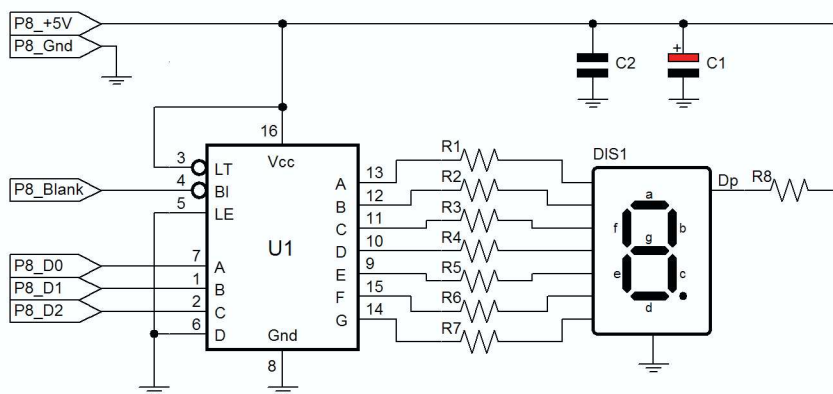 P8_+5V
P8_Gnd
C2
+
C1
16
Vcc
3
LT
P8_Blank
4
BI
5
LE
U1
P8_D0
7
A
P8_D1
1
B
P8_D2
2
C
6
D
Gnd
8
A
13
B
12
C
11
D
10
E
9
F
15
G
14
R1
R2
R3
R4
R5
R6
R7
DIS1
a
f
b
g
e
c
d
Dp
R8